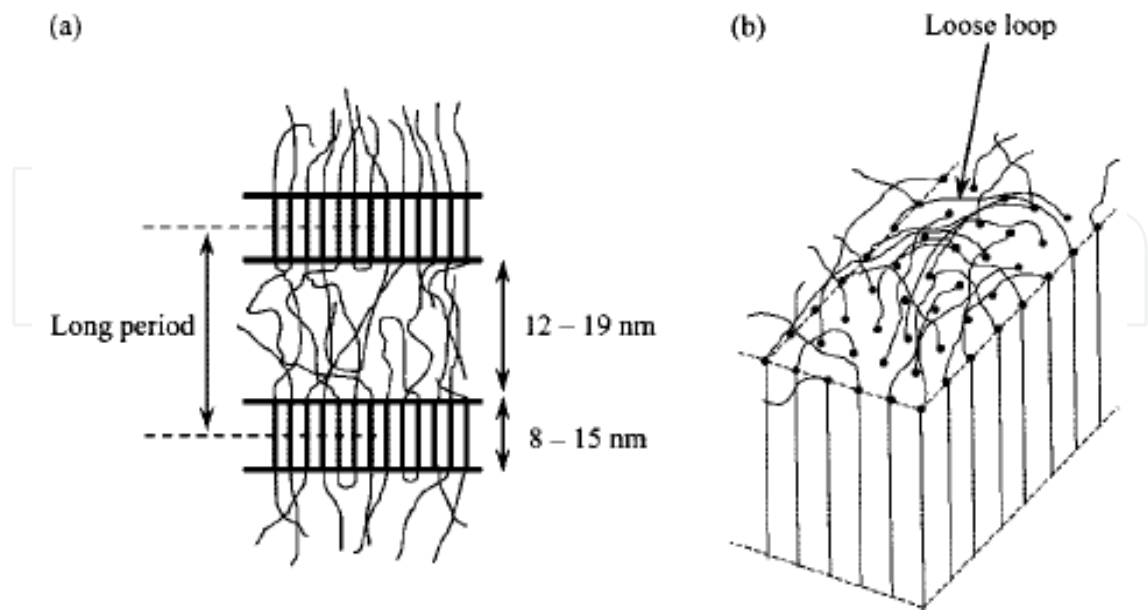 (a)
(b)
Loose loop
Long period
12 – 19 nm
8 – 15 nm